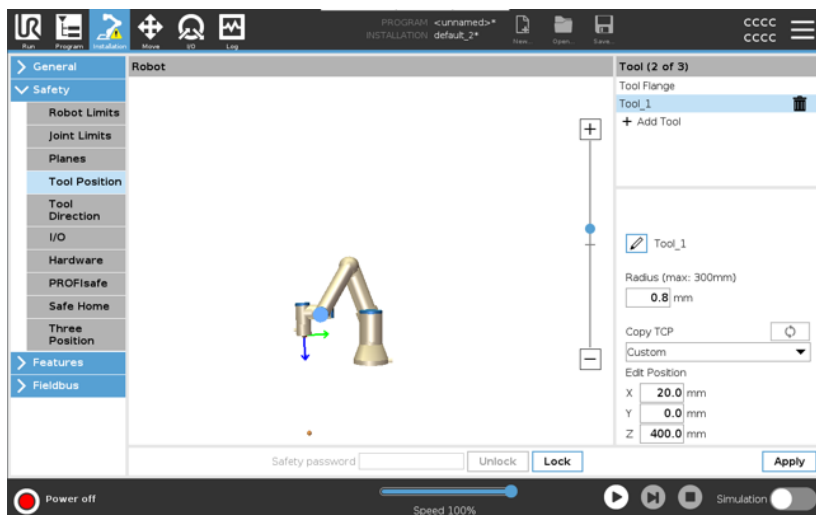 PROGRAM <unnamed>*
INSTALLATION default_2*
Run Program Installation Move I/O Log
New... Open... Save...
CCCC
CCCC
General
Safety
Robot Limits
Joint Limits
Planes
Tool Position
Tool
Direction
I/O
Hardware
PROFIsafe
Safe Home
Three
Position
Features
Fieldbus
Robot
Tool (2 of 3)
Tool Flange
Tool_1
+ Add Tool
Tool_1
Radius (max: 300mm)
0.8 mm
Copy TCP
Custom
Edit Position
X 20.0 mm
Y 0.0 mm
Z 400.0 mm
Safety password Unlock Lock Apply
Power off
Speed 100%
Simulation